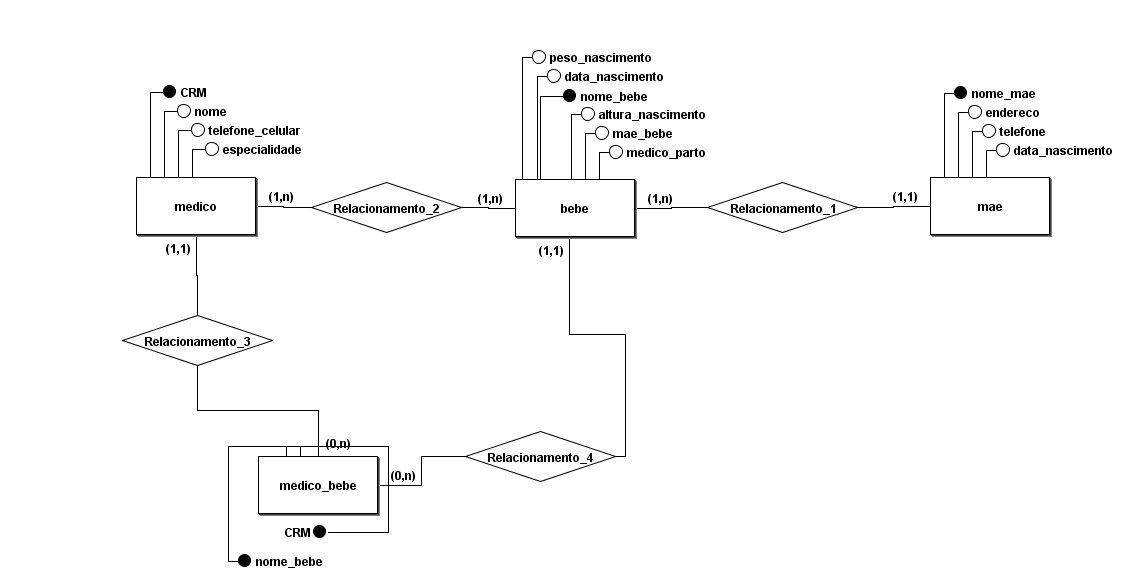 peso_nascimento
data_nascimento
nome_bebe
altura_nascimento
mae_bebe
medico_parto
CRM
nome
telefone_celular
especialidade
nome_mae
endereco
telefone
data_nascimento
medico
(1,n)
Relacionamento_2
(1,n)
bebe
(1,n)
Relacionamento_1
(1,1)
mae
(1,1)
(1,1)
Relacionamento_3
(0,n)
Relacionamento_4
(0,n)
medico_bebe
CRM
nome_bebe